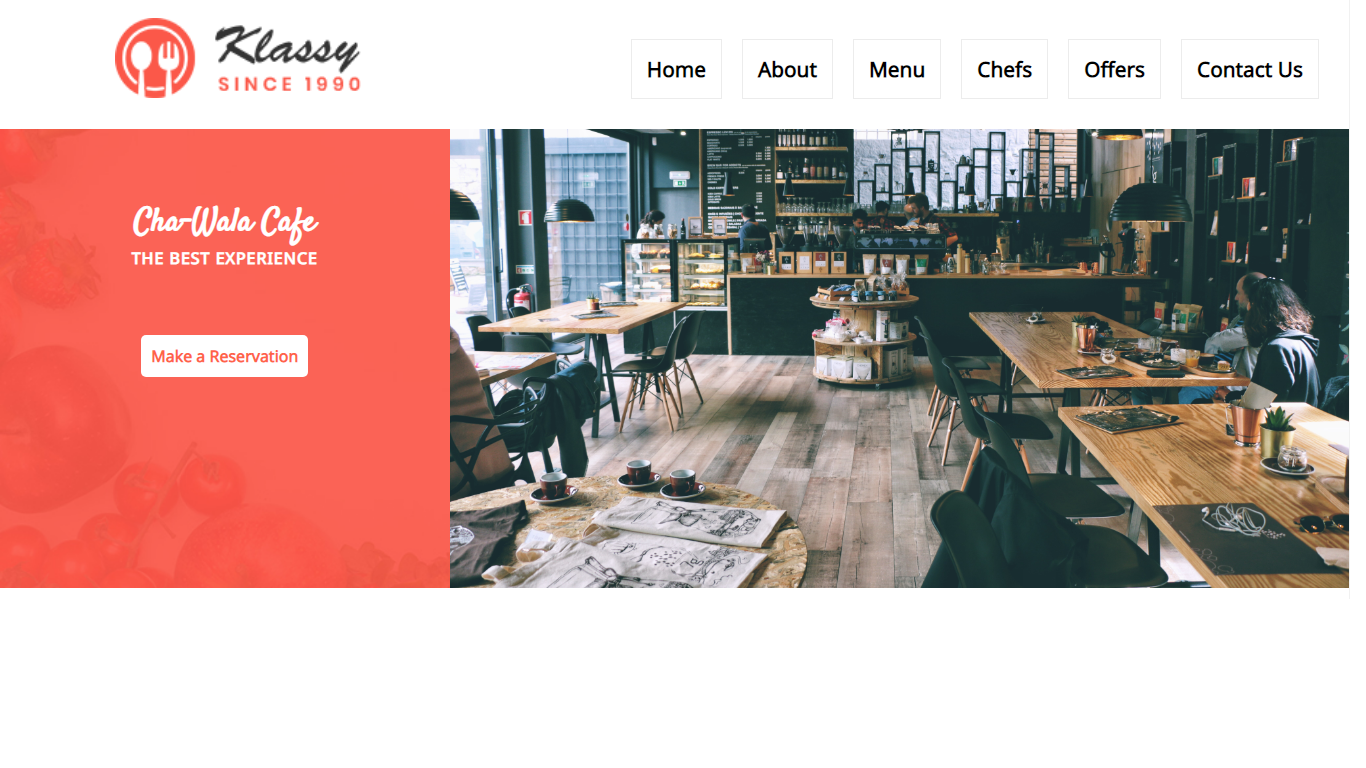 Klassy
SINCE 1990
Home
About
Menu
Chefs
Offers
Contact Us
Cha-Wala Cafe
THE BEST EXPERIENCE
Make a Reservation